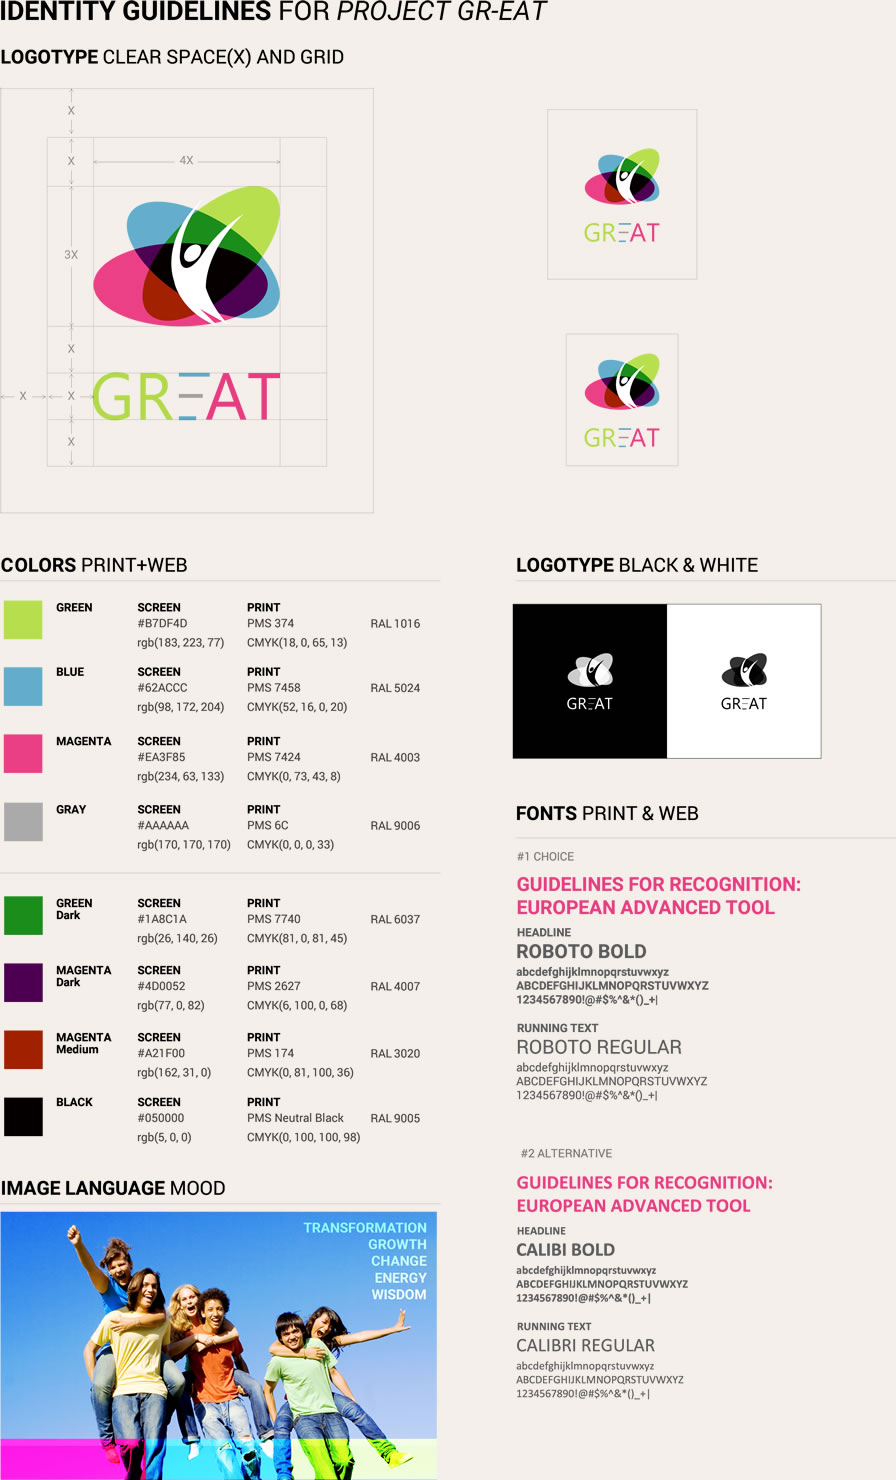 IDENTITY GUIDELINES FOR PROJECT GR-EAT
LOGOTYPE CLEAR SPACE(X) AND GRID
X
X
4X
3X
X
X
X
X
X
GREAT
GREAT
GREAT
COLORS PRINT+WEB
GREEN SCREEN PRINT
#B7DF4D PMS 374 RAL 1016
rgb(183, 223, 77) CMYK(18, 0, 65, 13)
BLUE SCREEN PRINT
#62ACCC PMS 7458 RAL 5024
rgb(98, 172, 204) CMYK(52, 16, 0, 20)
MAGENTA SCREEN PRINT
#EA3F85 PMS 7424 RAL 4003
rgb(234, 63, 133) CMYK(0, 73, 43, 8)
GRAY SCREEN PRINT
#AAAAAA PMS 6C RAL 9006
rgb(170, 170, 170) CMYK(0, 0, 0, 33)
GREEN SCREEN PRINT
Dark #1A8C1A PMS 7740 RAL 6037
rgb(26, 140, 26) CMYK(81, 0, 81, 45)
MAGENTA SCREEN PRINT
Dark #4D0052 PMS 2627 RAL 4007
rgb(77, 0, 82) CMYK(6, 100, 0, 68)
MAGENTA SCREEN PRINT
Medium #A21F00 PMS 174 RAL 3020
rgb(162, 31, 0) CMYK(0, 81, 100, 36)
BLACK SCREEN PRINT
#050000 PMS Neutral Black RAL 9005
rgb(5, 0, 0) CMYK(0, 100, 100, 98)
IMAGE LANGUAGE MOOD
TRANSFORMATION
GROWTH
CHANGE
ENERGY
WISDOM
LOGOTYPE BLACK & WHITE
GREAT
GREAT
FONTS PRINT & WEB
#1 CHOICE
GUIDELINES FOR RECOGNITION:
EUROPEAN ADVANCED TOOL
HEADLINE
ROBOTO BOLD
abcdefghijklmnopqrstuvwxyz
ABCDEFGHIJKLMNOPQRSTUVWXYZ
1234567890!@#$%^&*()_+|
RUNNING TEXT
ROBOTO REGULAR
abcdefghijklmnopqrstuvwxyz
ABCDEFGHIJKLMNOPQRSTUVWXYZ
1234567890!@#$%^&*()_+|
#2 ALTERNATIVE
GUIDELINES FOR RECOGNITION:
EUROPEAN ADVANCED TOOL
HEADLINE
CALIBI BOLD
abcdefghijklmnopqrstuvwxyz
ABCDEFGHIJKLMNOPQRSTUVWXYZ
1234567890!@#$%^&*()_+|
RUNNING TEXT
CALIBRI REGULAR
abcdefghijklmnopqrstuvwxyz
ABCDEFGHIJKLMNOPQRSTUVWXYZ
1234567890!@#$%^&*()_+|